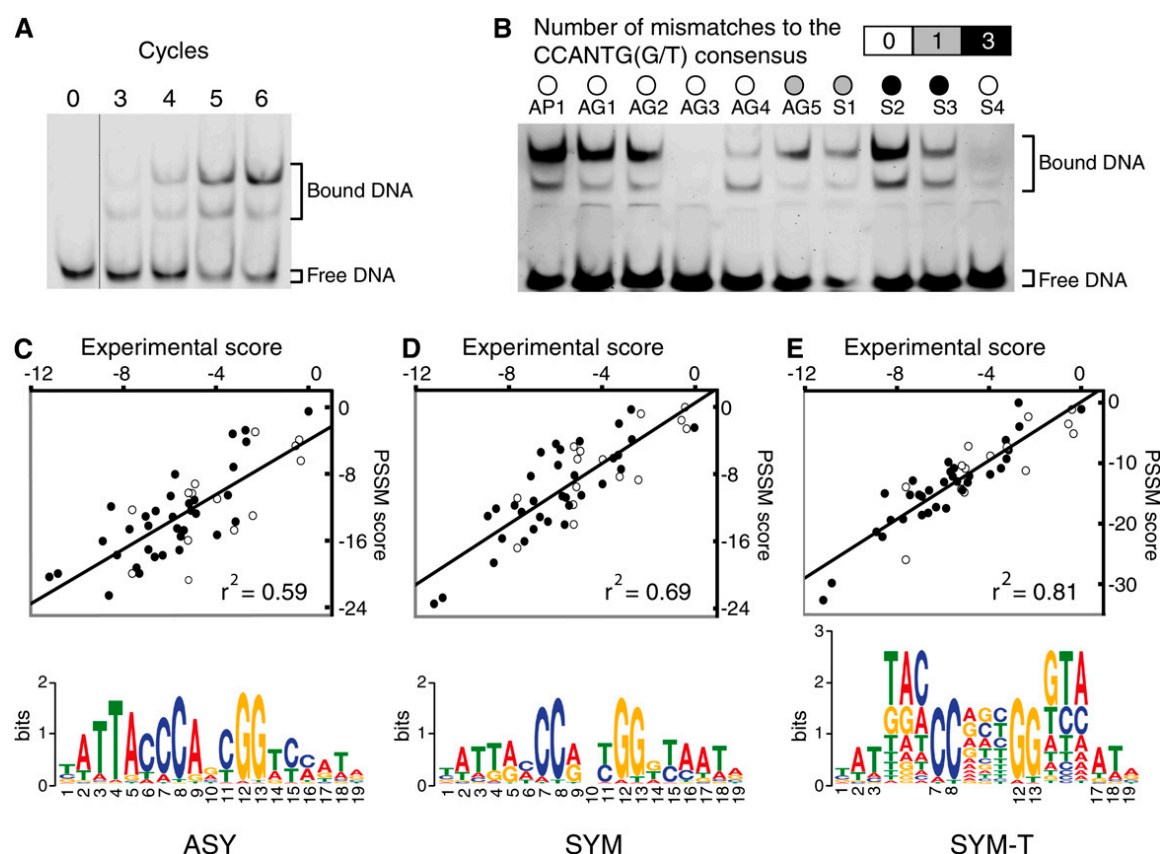 A
Cycles
0 3 4 5 6
Bound DNA
Free DNA
B
Number of mismatches to the
CCANTG(G/T) consensus
0 1 3
AP1 AG1 AG2 AG3 AG4 AG5 S1 S2 S3 S4
Bound DNA
Free DNA
C
Experimental score
-12 -8 -4 0
0
-8
-16
-24
PSSM score
r2 = 0.59
D
Experimental score
-12 -8 -4 0
0
-8
-16
-24
PSSM score
r2 = 0.69
E
Experimental score
-12 -8 -4 0
0
-10
-20
-30
PSSM score
r2 = 0.81
2
1
0
bits
1 2 3 4 5 6 7 8 9 10 11 12 13 14 15 16 17 18 19
ASY
2
1
0
bits
1 2 3 4 5 6 7 8 9 10 11 12 13 14 15 16 17 18 19
SYM
3
2
1
0
bits
1 2 3 7 8 12 13 17 18 19
SYM-T